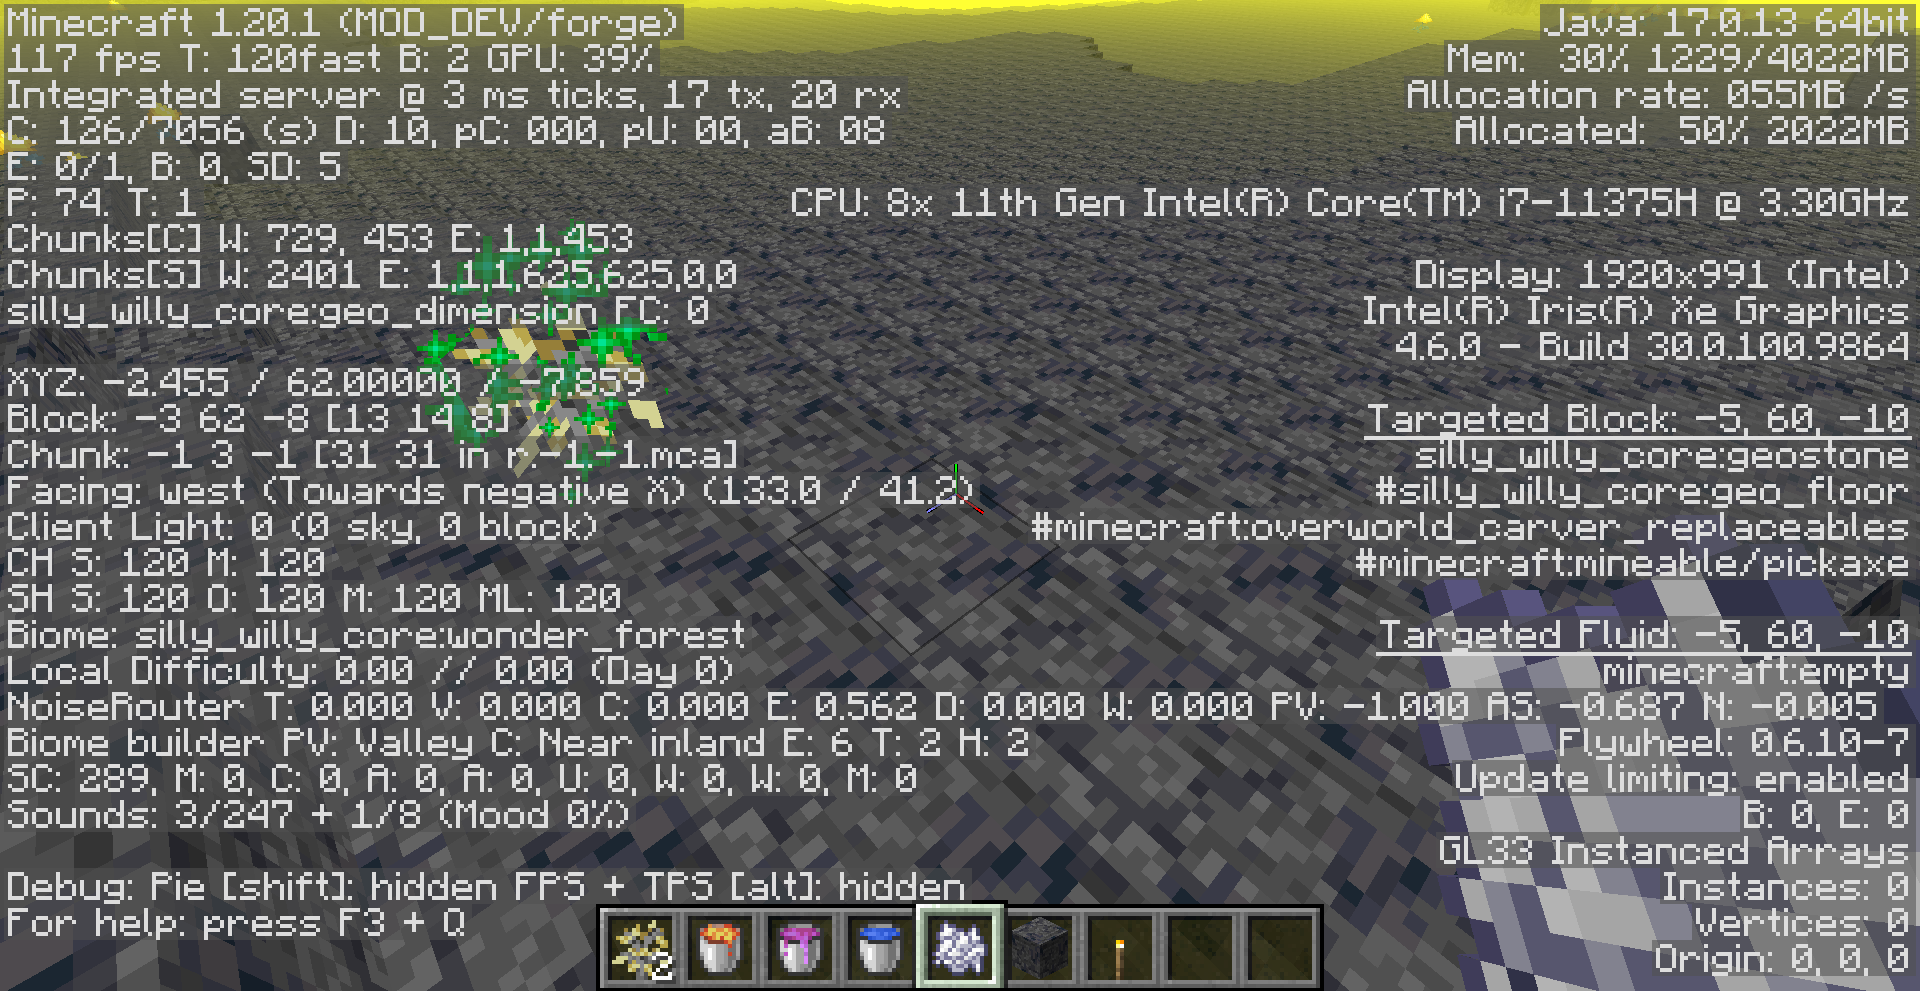 Minecraft 1.20.1 (MOD_DEV/forge)
117 fps T: 120fast B: 2 GPU: 39%
Integrated server @ 3 ms ticks, 17 tx, 20 rx
C: 126/7056 (s) D: 10, pC: 000, pU: 00, aB: 08
E: 0/1, B: 0, SD: 5
P: 74. T: 1
Chunks[C] W: 729, 453 E: 1,1,453
Chunks[S] W: 2401 E: 1,1,1,625,625,0,0
silly_willy_core:geo_dimension FC: 0
XYZ: -2.455 / 62.00000 / -7.859
Block: -3 62 -8 [13 14 8]
Chunk: -1 3 -1 [31 31 in r.-1.-1.mca]
Facing: west (Towards negative X) (133.0 / 41.2)
Client Light: 0 (0 sky, 0 block)
CH S: 120 M: 120
SH S: 120 O: 120 M: 120 ML: 120
Biome: silly_willy_core:wonder_forest
Local Difficulty: 0.00 // 0.00 (Day 0)
NoiseRouter T: 0.000 V: 0.000 C: 0.000 E: 0.562 D: 0.000 W: 0.000 PV: -1.000 AS: -0.687 N: -0.005
Biome builder PV: Valley C: Near inland E: 6 T: 2 H: 2
SC: 289, M: 0, C: 0, A: 0, A: 0, U: 0, W: 0, W: 0, M: 0
Sounds: 3/247 + 1/8 (Mood 0%)
Debug: Pie [shift]: hidden FPS + TPS [alt]: hidden
For help: press F3 + Q
Java: 17.0.13 64bit
Mem: 30% 1229/4022MB
Allocation rate: 055MB /s
Allocated: 50% 2022MB
CPU: 8x 11th Gen Intel(R) Core(TM) i7-11375H @ 3.30GHz
Display: 1920x991 (Intel)
Intel(R) Iris(R) Xe Graphics
4.6.0 - Build 30.0.100.9864
Targeted Block: -5, 60, -10
silly_willy_core:geostone
#silly_willy_core:geo_floor
#minecraft:overworld_carver_replaceables
#minecraft:mineable/pickaxe
Targeted Fluid: -5, 60, -10
minecraft:empty
Flywheel: 0.6.10-7
Update limiting: enabled
B: 0, E: 0
GL33 Instanced Arrays
Instances: 0
Vertices: 0
Origin: 0, 0, 0
2